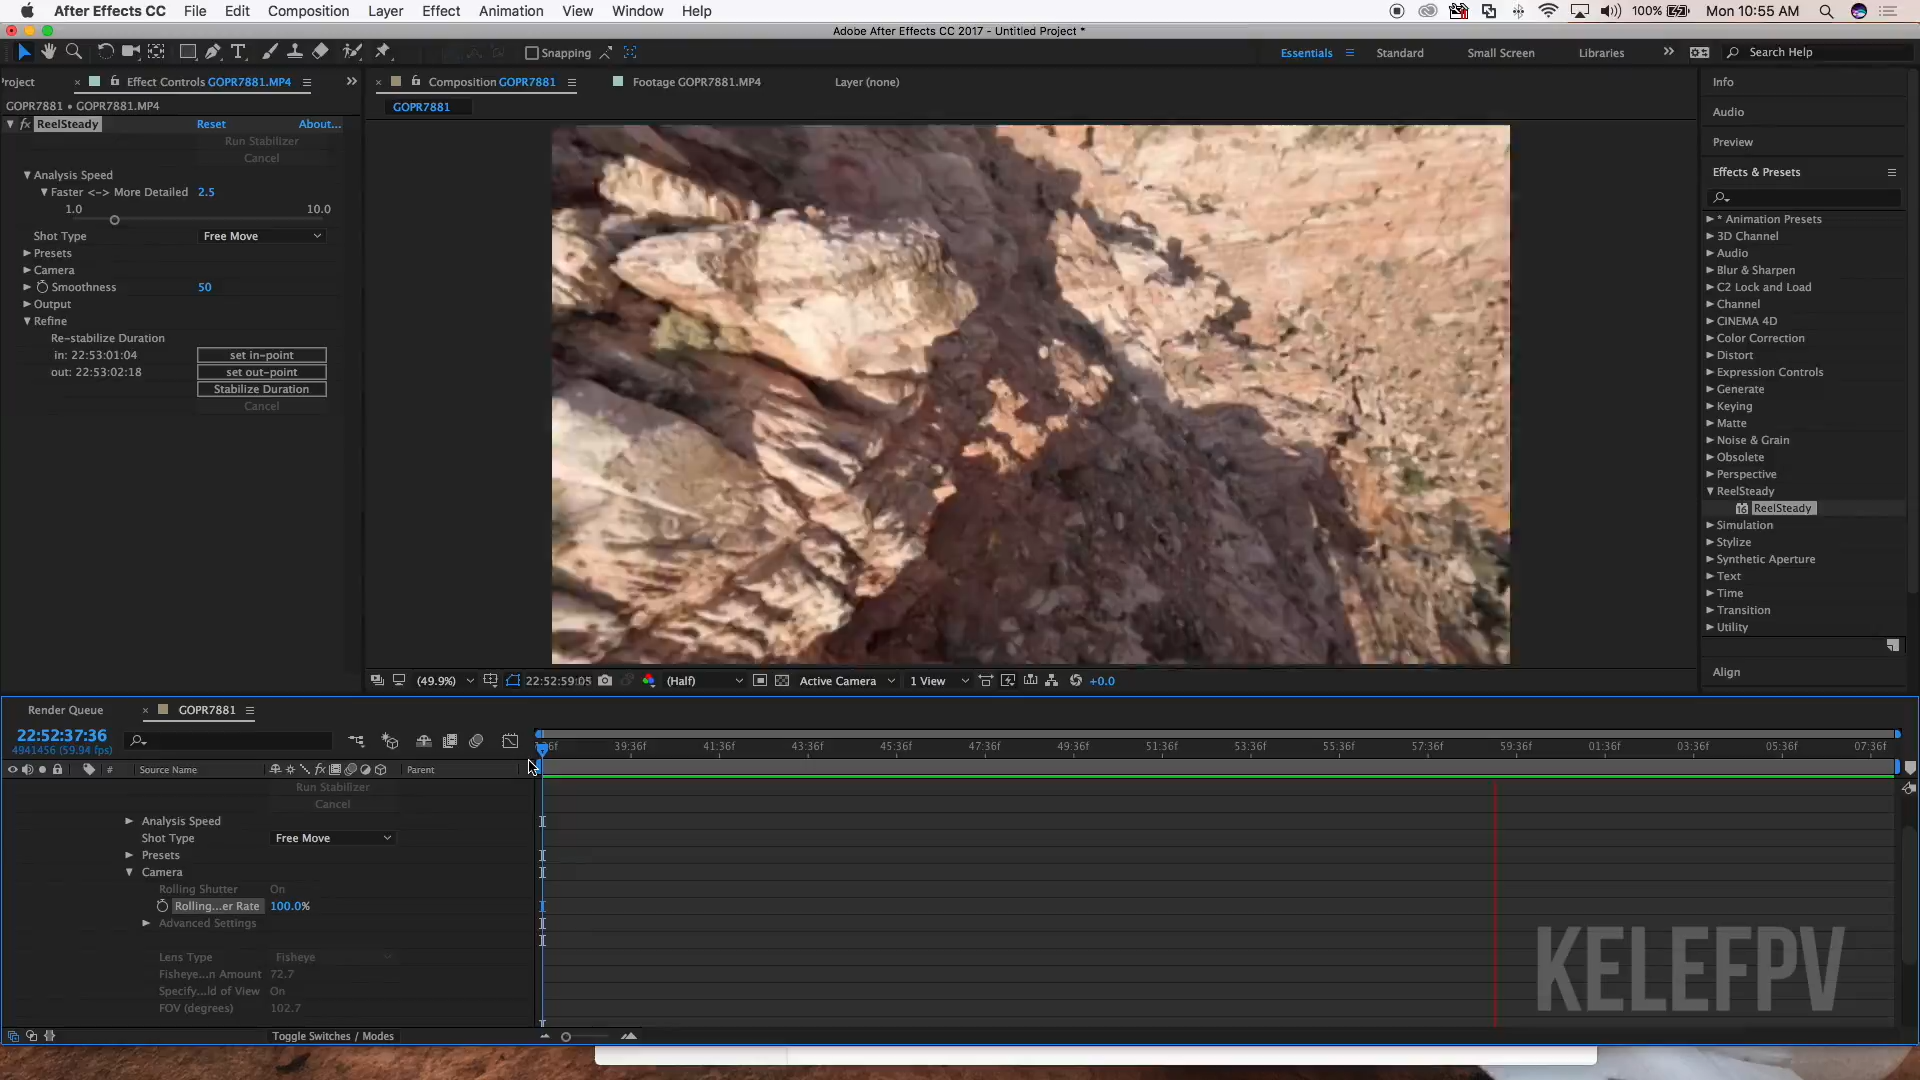 After Effects CC File Edit Composition Layer Effect Animation View Window Help 100% Mon 10:55 AM
Adobe After Effects CC 2017 - Untitled Project *
Snapping Essentials Standard Small Screen Libraries Search Help
Project Effect Controls GOPR7881.MP4 Composition GOPR7881 Footage GOPR7881.MP4 Layer (none)
GOPR7881 • GOPR7881.MP4
GOPR7881
fx ReelSteady Reset About...
Run Stabilizer
Cancel
Analysis Speed
Faster <-> More Detailed 2.5
1.0 10.0
Shot Type Free Move
Presets
Camera
Smoothness 50
Output
Refine
Re-stabilize Duration
in: 22:53:01:04 set in-point
out: 22:53:02:18 set out-point
Stabilize Duration
Cancel
Info
Audio
Preview
Effects & Presets
* Animation Presets
3D Channel
Audio
Blur & Sharpen
C2 Lock and Load
Channel
CINEMA 4D
Color Correction
Distort
Expression Controls
Generate
Keying
Matte
Noise & Grain
Obsolete
Perspective
ReelSteady
16 ReelSteady
Simulation
Stylize
Synthetic Aperture
Text
Time
Transition
Utility
Align
(49.9%) 22:52:59:05 (Half) Active Camera 1 View +0.0
Render Queue GOPR7881
22:52:37:36
4941456 (59.94 fps)
39:36f 41:36f 43:36f 45:36f 47:36f 49:36f 51:36f 53:36f 55:36f 57:36f 59:36f 01:36f 03:36f 05:36f 07:36f
# Source Name fx Parent
Run Stabilizer
Cancel
Analysis Speed
Shot Type Free Move
Presets
Camera
Rolling Shutter On
Rolling...er Rate 100.0%
Advanced Settings
Lens Type Fisheye
Fisheye...n Amount 72.7
Specify...ld of View On
FOV (degrees) 102.7
Toggle Switches / Modes
KELEFPV